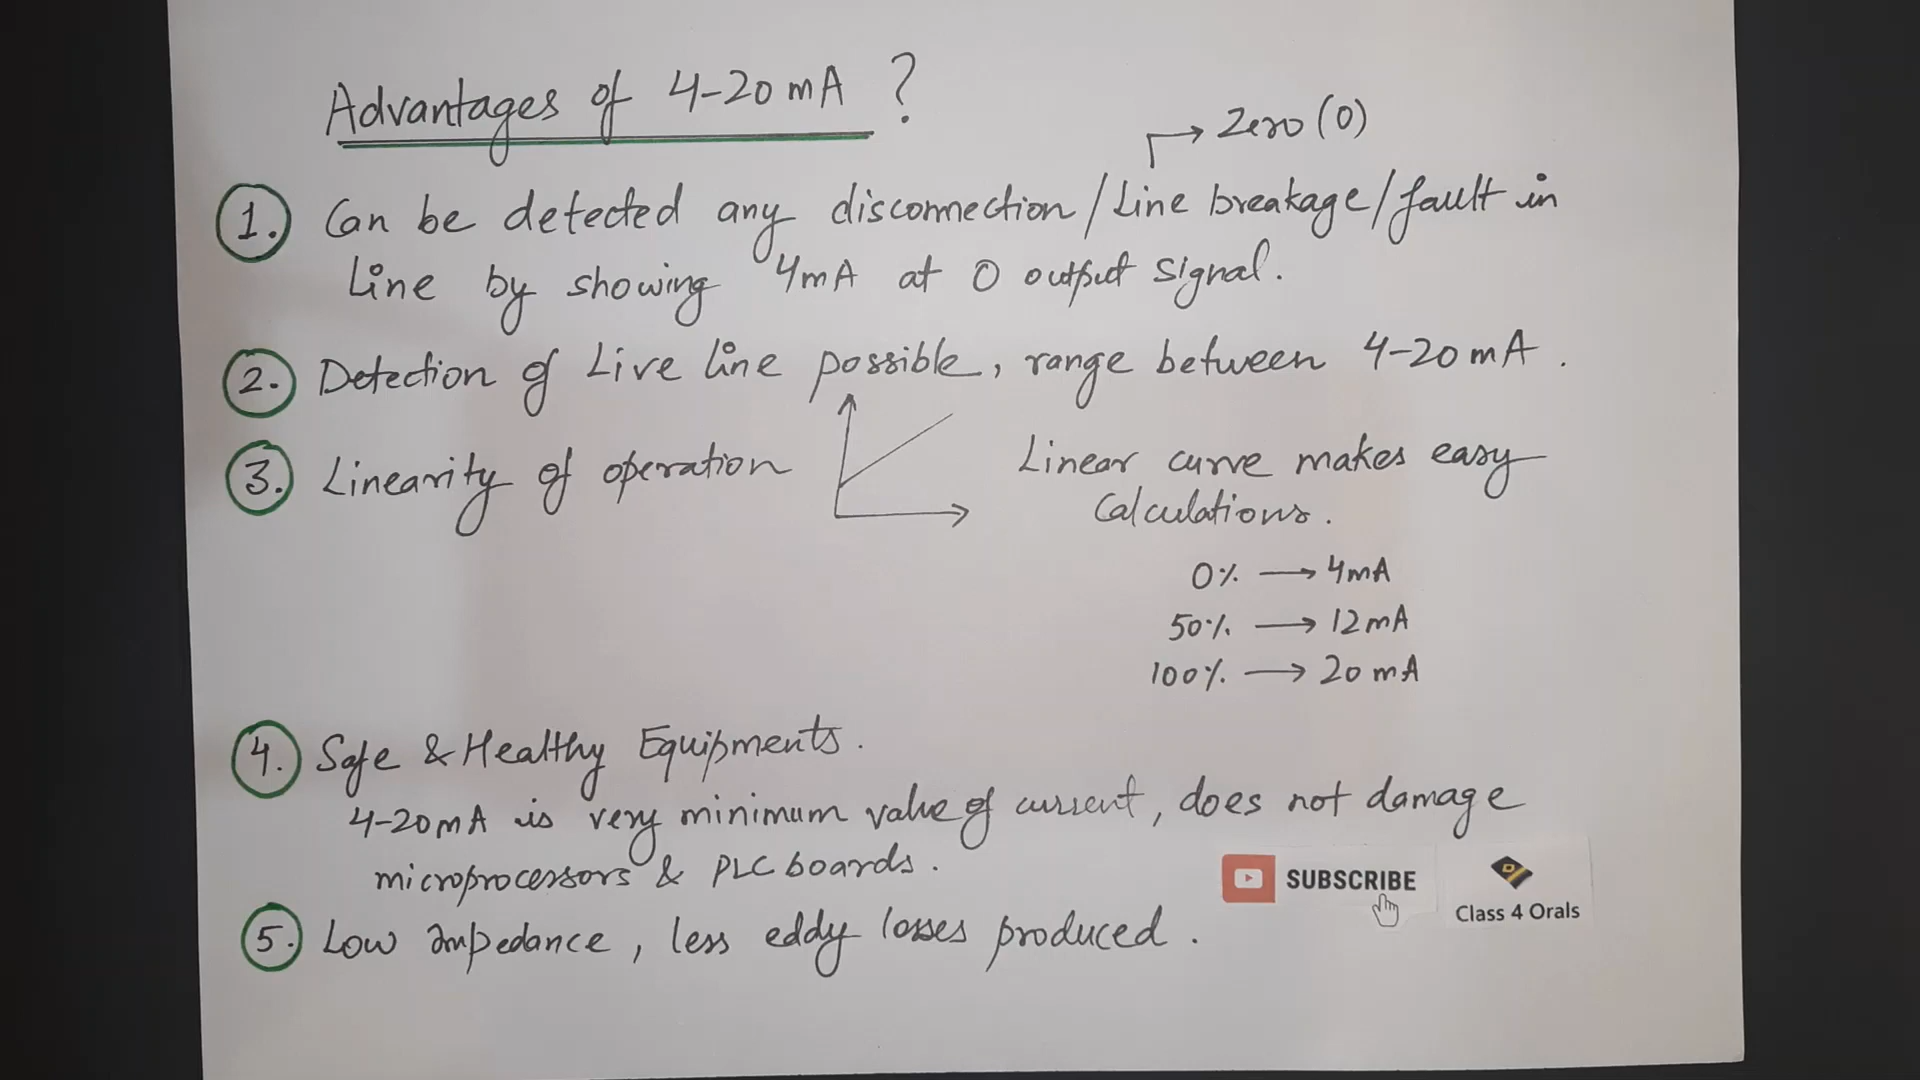 Advantages of 4-20 mA ?
→ Zero (0)
1. Can be detected any disconnection/Line breakage/fault in
Line by showing 4mA at 0 output signal.
2. Detection of Live line possible, range between 4-20 mA.
3. Linearity of operation
Linear curve makes easy
Calculations.
0% → 4mA
50% → 12mA
100% → 20 mA
4. Safe & Healthy Equipments.
4-20mA is very minimum value of current, does not damage
microprocessors & PLC boards.
SUBSCRIBE
Class 4 Orals
5. Low impedance, less eddy losses produced.